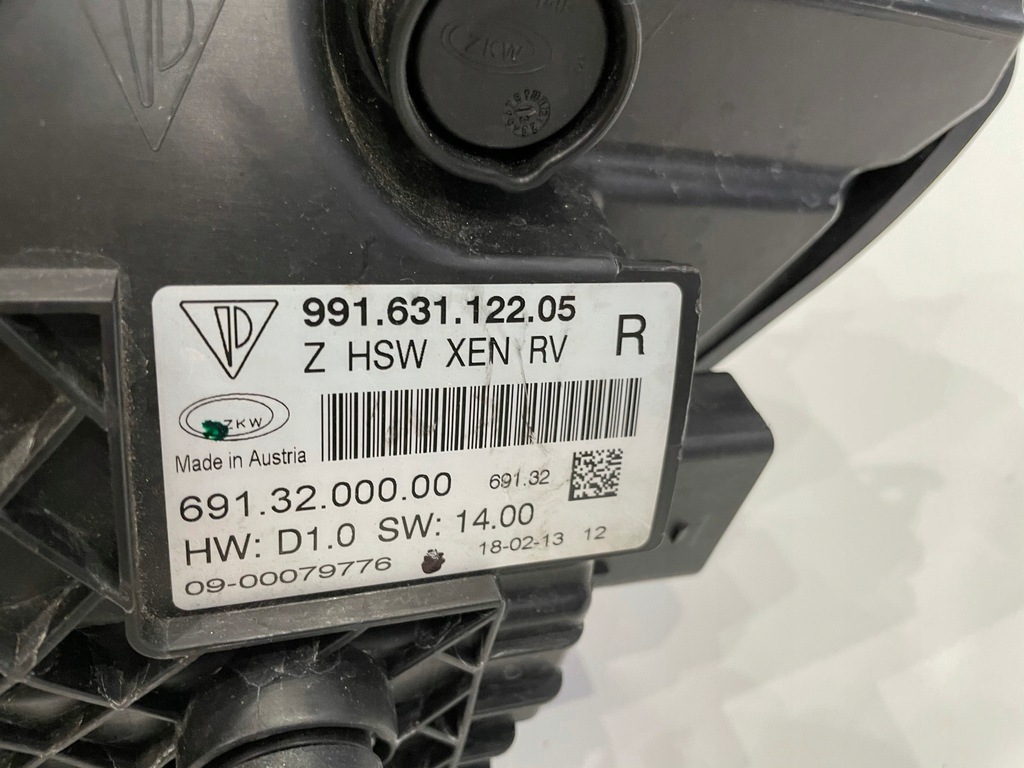 ZKW
991.631.122.05
Z HSW XEN RV R
ZKW
Made in Austria
691.32.000.00 691.32
HW: D1.0 SW: 14.00
09-00079776 18-02-13 12